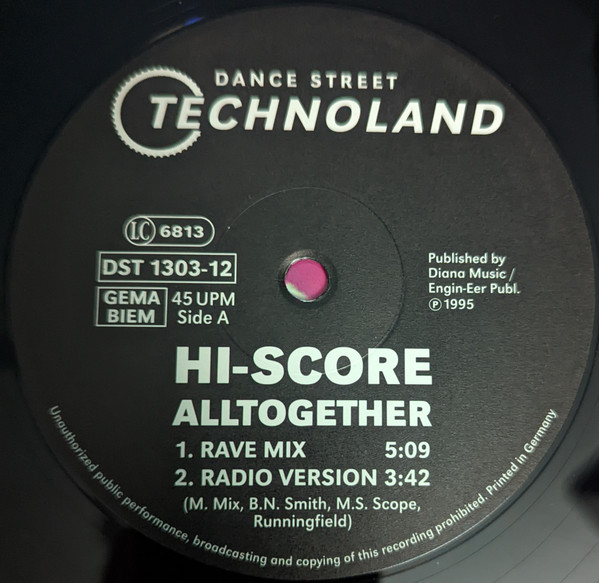 DANCE STREET
TECHNOLAND
LC 6813
DST 1303-12
GEMA
BIEM
45 UPM
Side A
Published by
Diana Music /
Engin-Eer Publ.
℗ 1995
HI-SCORE
ALLTOGETHER
1. RAVE MIX 5:09
2. RADIO VERSION 3:42
(M. Mix, B.N. Smith, M.S. Scope,
Runningfield)
Unauthorized public performance, broadcasting and copying of this recording prohibited. Printed in Germany